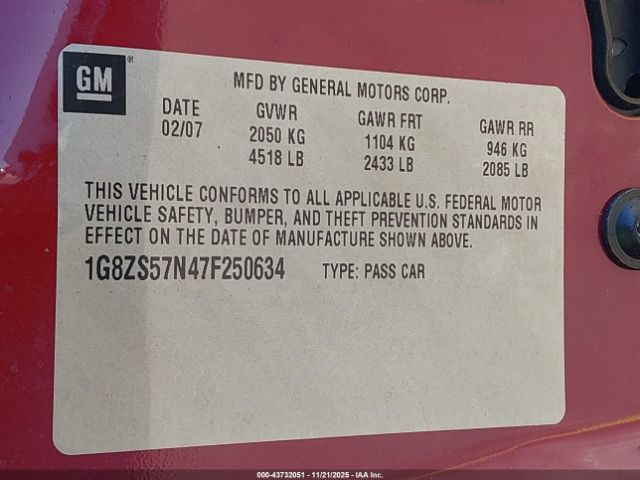 GM ®
MFD BY GENERAL MOTORS CORP.
DATE GVWR GAWR FRT GAWR RR
02/07 2050 KG 1104 KG 946 KG
4518 LB 2433 LB 2085 LB
THIS VEHICLE CONFORMS TO ALL APPLICABLE U.S. FEDERAL MOTOR
VEHICLE SAFETY, BUMPER, AND THEFT PREVENTION STANDARDS IN
EFFECT ON THE DATE OF MANUFACTURE SHOWN ABOVE.
1G8ZS57N47F250634 TYPE: PASS CAR
000-43732051 - 11/21/2025 - IAA Inc.